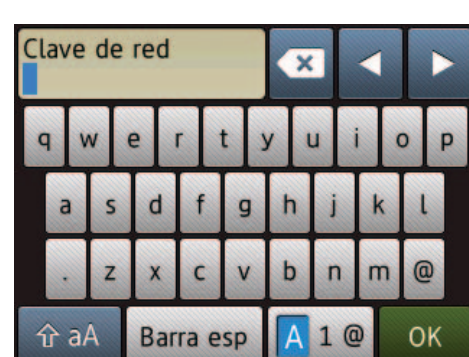 Clave de red
q w e r t y u i o p
a s d f g h j k l
. z x c v b n m @
aA Barra esp A 1 @ OK